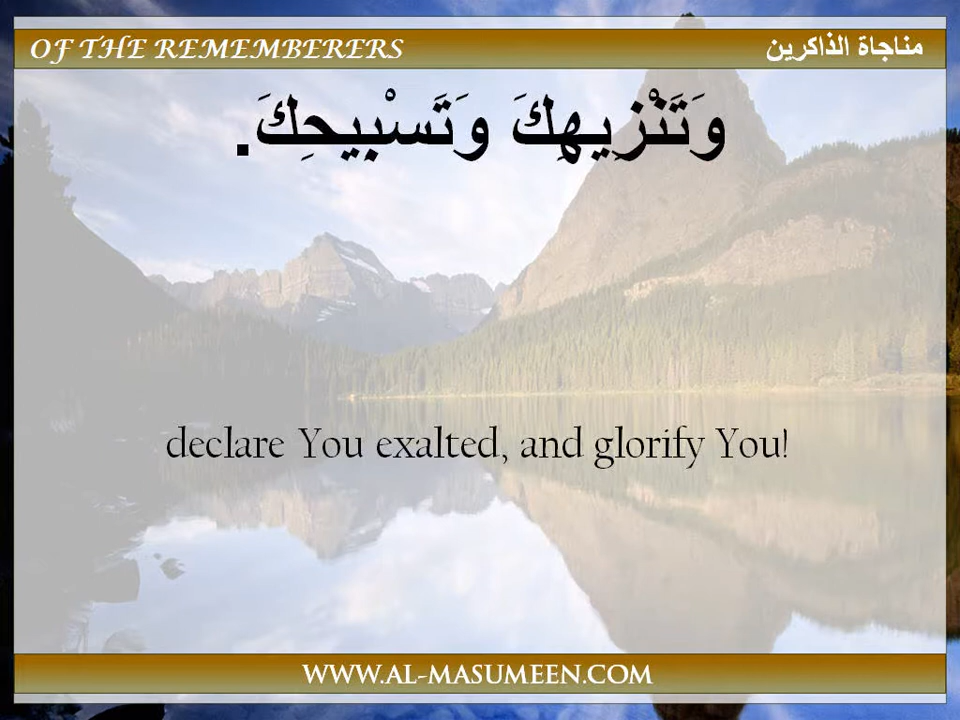 OF THE REMEMBERERS
مناجاة الذاكرين
وَتَنْزِيهِكَ وَتَسْبِيحِكَ.
declare You exalted, and glorify You!
WWW.AL-MASUMEEN.COM